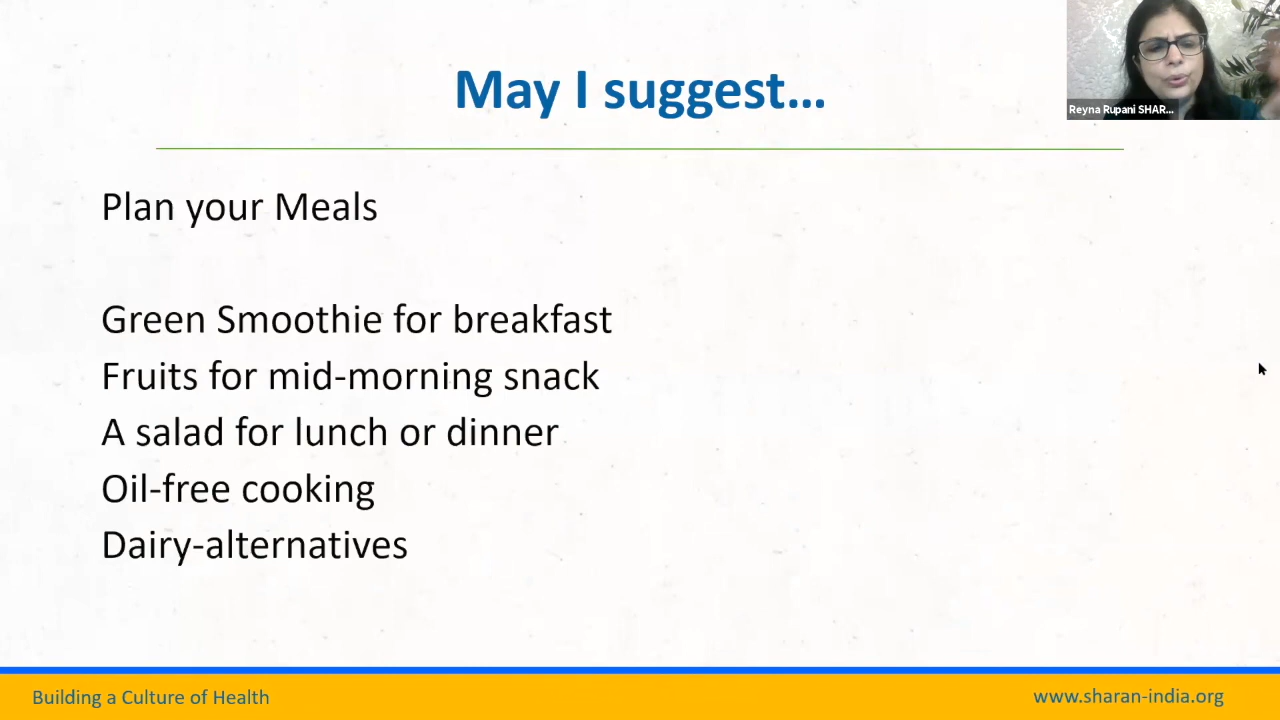 May I suggest...
Reyna Rupani SHAR...
Plan your Meals
Green Smoothie for breakfast
Fruits for mid-morning snack
A salad for lunch or dinner
Oil-free cooking
Dairy-alternatives
Building a Culture of Health
www.sharan-india.org